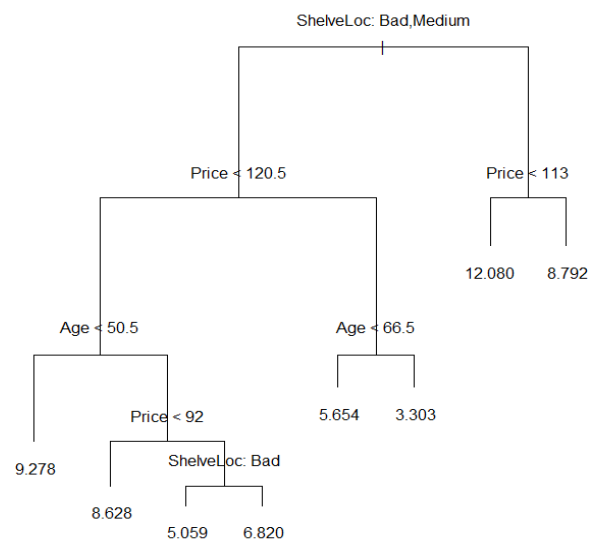 ShelveLoc: Bad,Medium
Price < 120.5
Price < 113
12.080
8.792
Age < 50.5
Age < 66.5
5.654
3.303
Price < 92
9.278
ShelveLoc: Bad
8.628
5.059
6.820